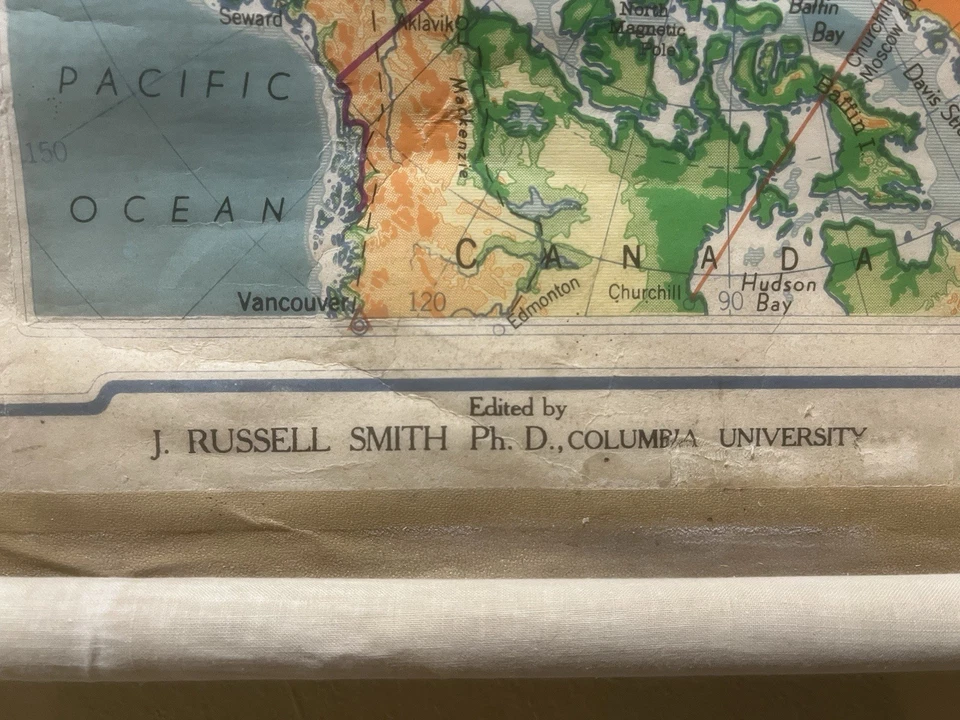 Seward
Aklavik
North
Magnetic
Pole
Baffin
Bay
Churchill
Moscow
PACIFIC
Mackenzie
Baffin I
Davis
150
OCEAN
CANADA
Vancouver
120
Edmonton
Churchill
90
Hudson
Bay
Edited by
J. RUSSELL SMITH Ph. D., COLUMBIA UNIVERSITY